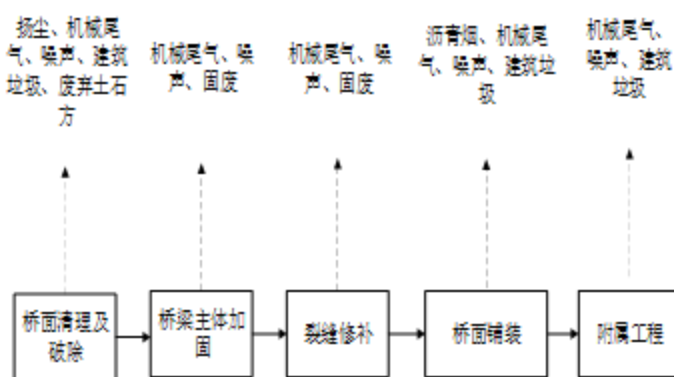 扬尘、机械尾
气、噪声、建筑
垃圾、废弃土石
方
机械尾气、噪
声、固废
机械尾气、噪
声、固废
沥青烟、机械尾
气、噪声、建筑垃
圾
机械尾气、
噪声、建筑
垃圾
桥面清理及
破除
桥梁主体加
固
裂缝修补
桥面铺装
附属工程